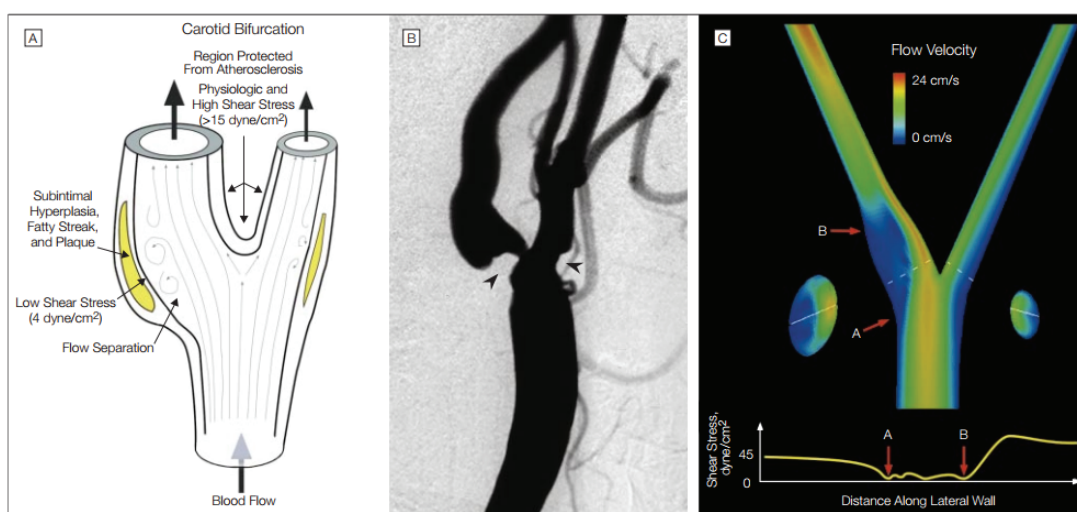 A
Carotid Bifurcation
Region Protected
From Atherosclerosis
Physiologic and
High Shear Stress
(>15 dyne/cm2)
Subintimal
Hyperplasia,
Fatty Streak,
and Plaque
Low Shear Stress
(4 dyne/cm2)
Flow Separation
Blood Flow
B
C
Flow Velocity
24 cm/s
0 cm/s
B
A
Shear Stress,
dyne/cm2
45
0
A
B
Distance Along Lateral Wall